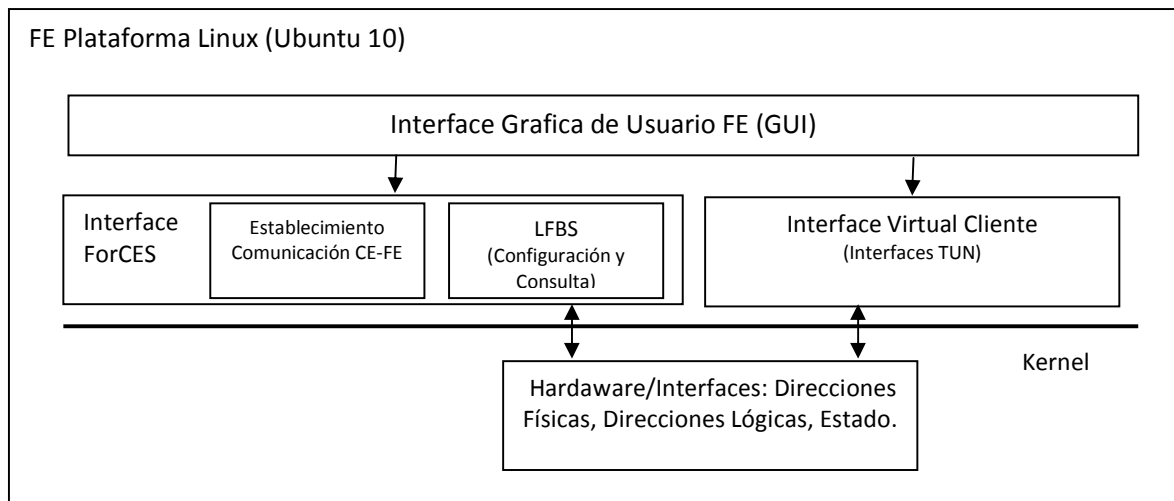 FE Plataforma Linux (Ubuntu 10)
Interface Grafica de Usuario FE (GUI)
Interface
ForCES
Establecimiento
Comunicación CE-FE
LFBS
(Configuración y
Consulta)
Interface Virtual Cliente
(Interfaces TUN)
Kernel
Hardaware/Interfaces: Direcciones
Físicas, Direcciones Lógicas, Estado.